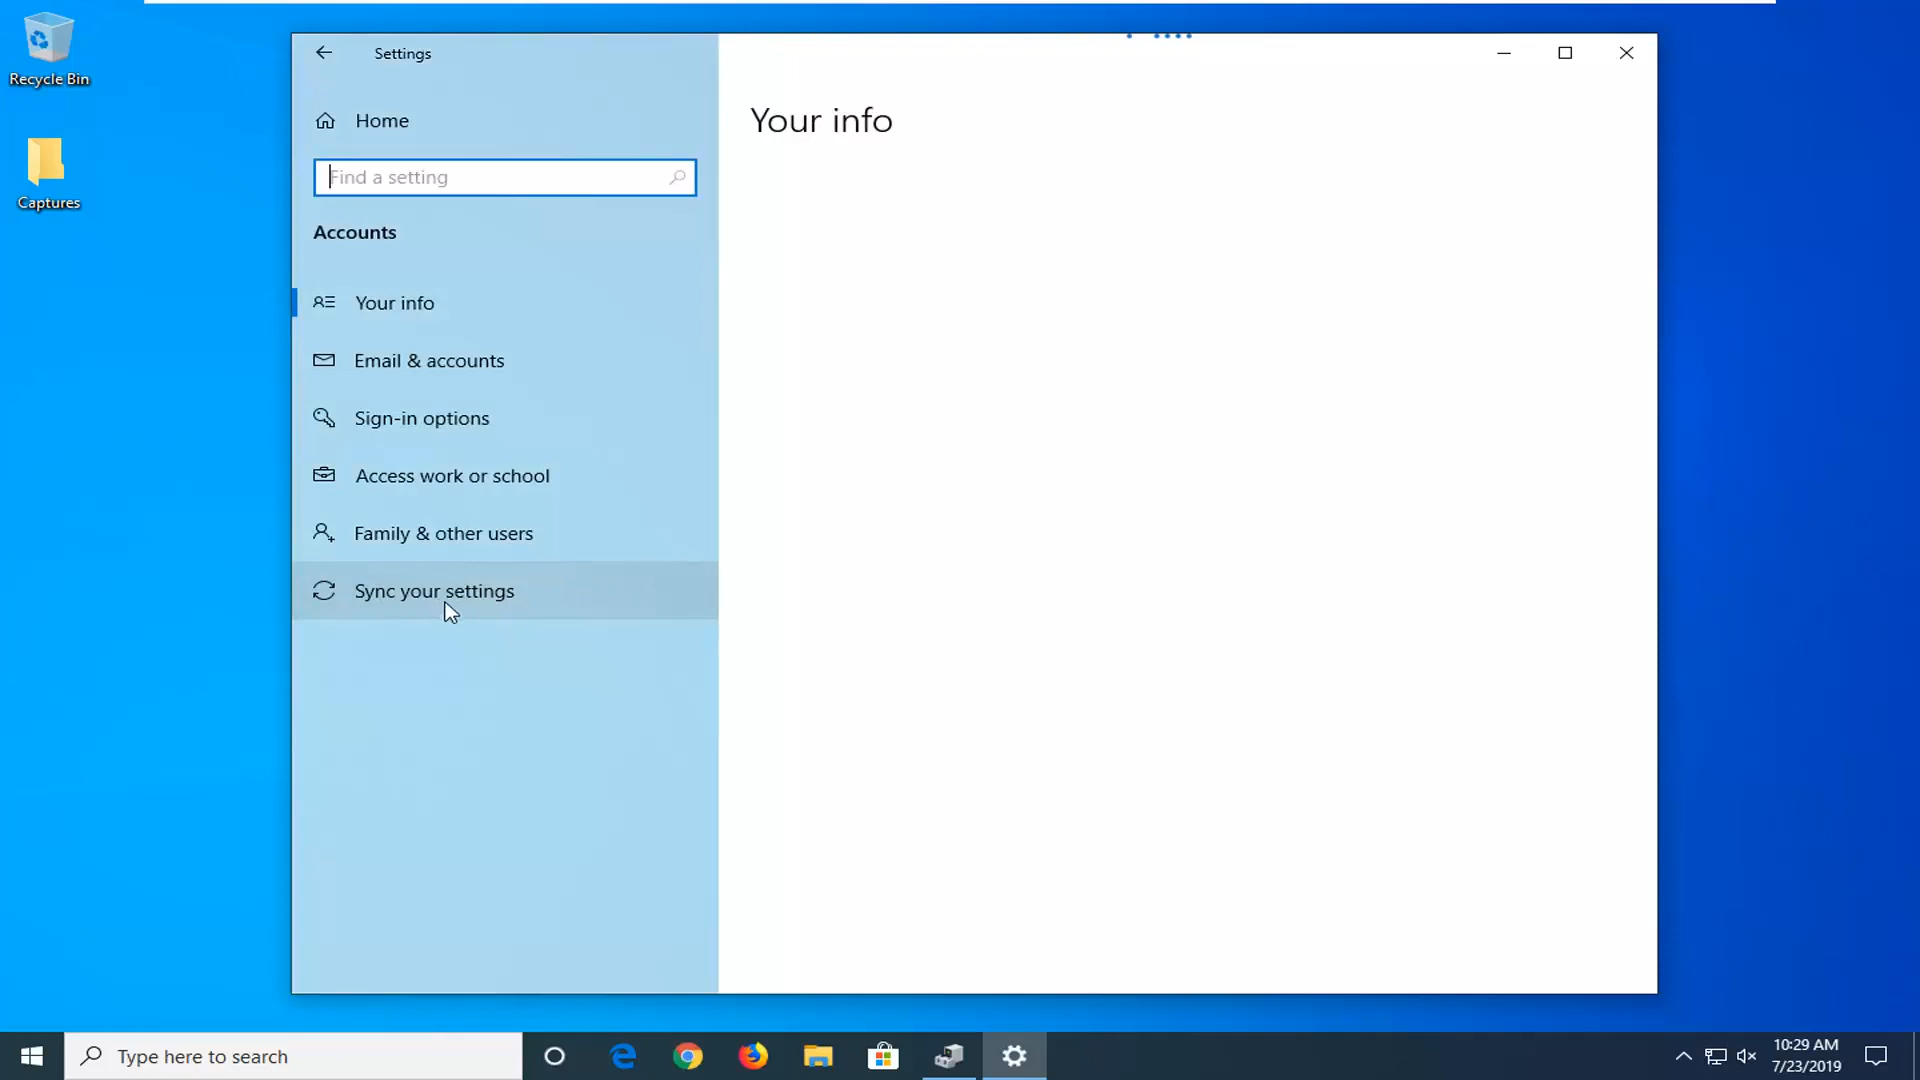 Recycle Bin
Captures
Settings
Home
Find a setting
Accounts
Your info
Email & accounts
Sign-in options
Access work or school
Family & other users
Sync your settings
Your info
Type here to search
10:29 AM
7/23/2019